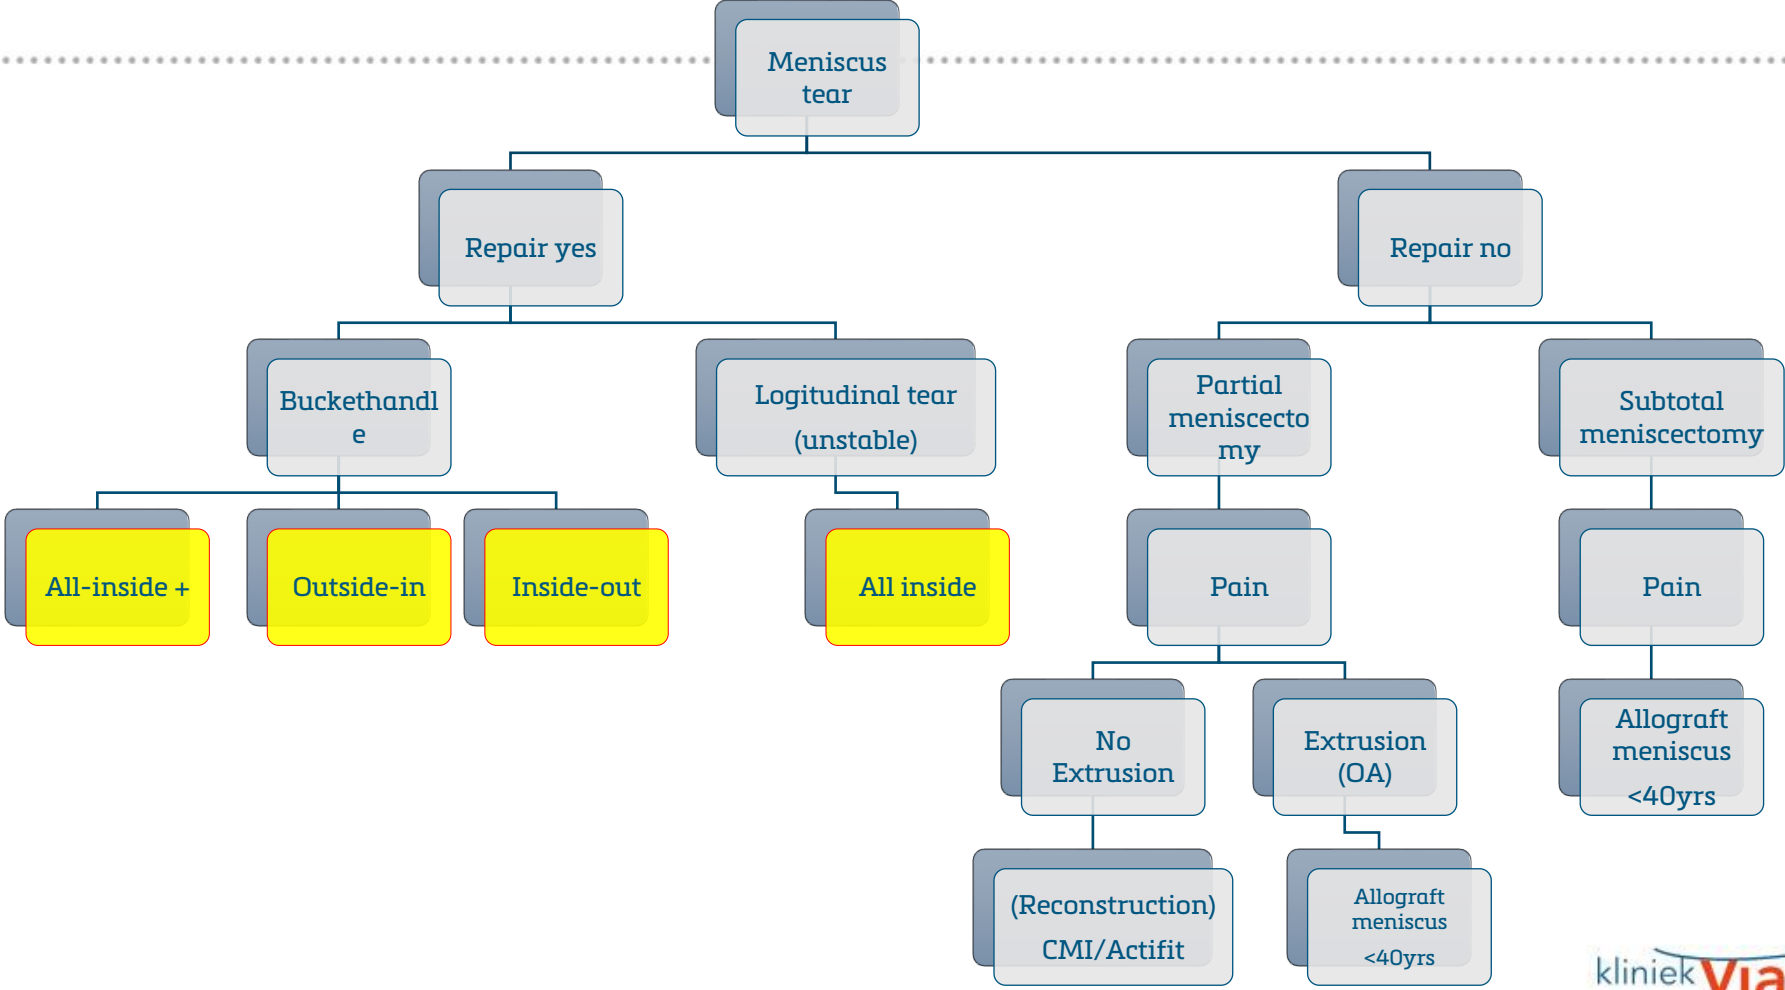 Meniscus
tear
Repair yes
Repair no
Buckethandl
e
Logitudinal tear
(unstable)
Partial
meniscecto
my
Subtotal
meniscectomy
All-inside +
Outside-in
Inside-out
All inside
Pain
Pain
No
Extrusion
Extrusion
(OA)
Allograft
meniscus
<40yrs
(Reconstruction)
CMI/Actifit
Allograft
meniscus
<40yrs
kliniek Via